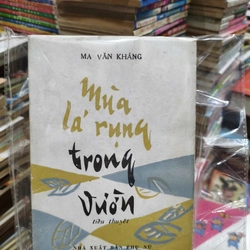 MA VĂN KHÁNG
mùa
lá rụng
trong
vườn
tiểu thuyết
NHÀ XUẤT BẢN PHỤ NỮ